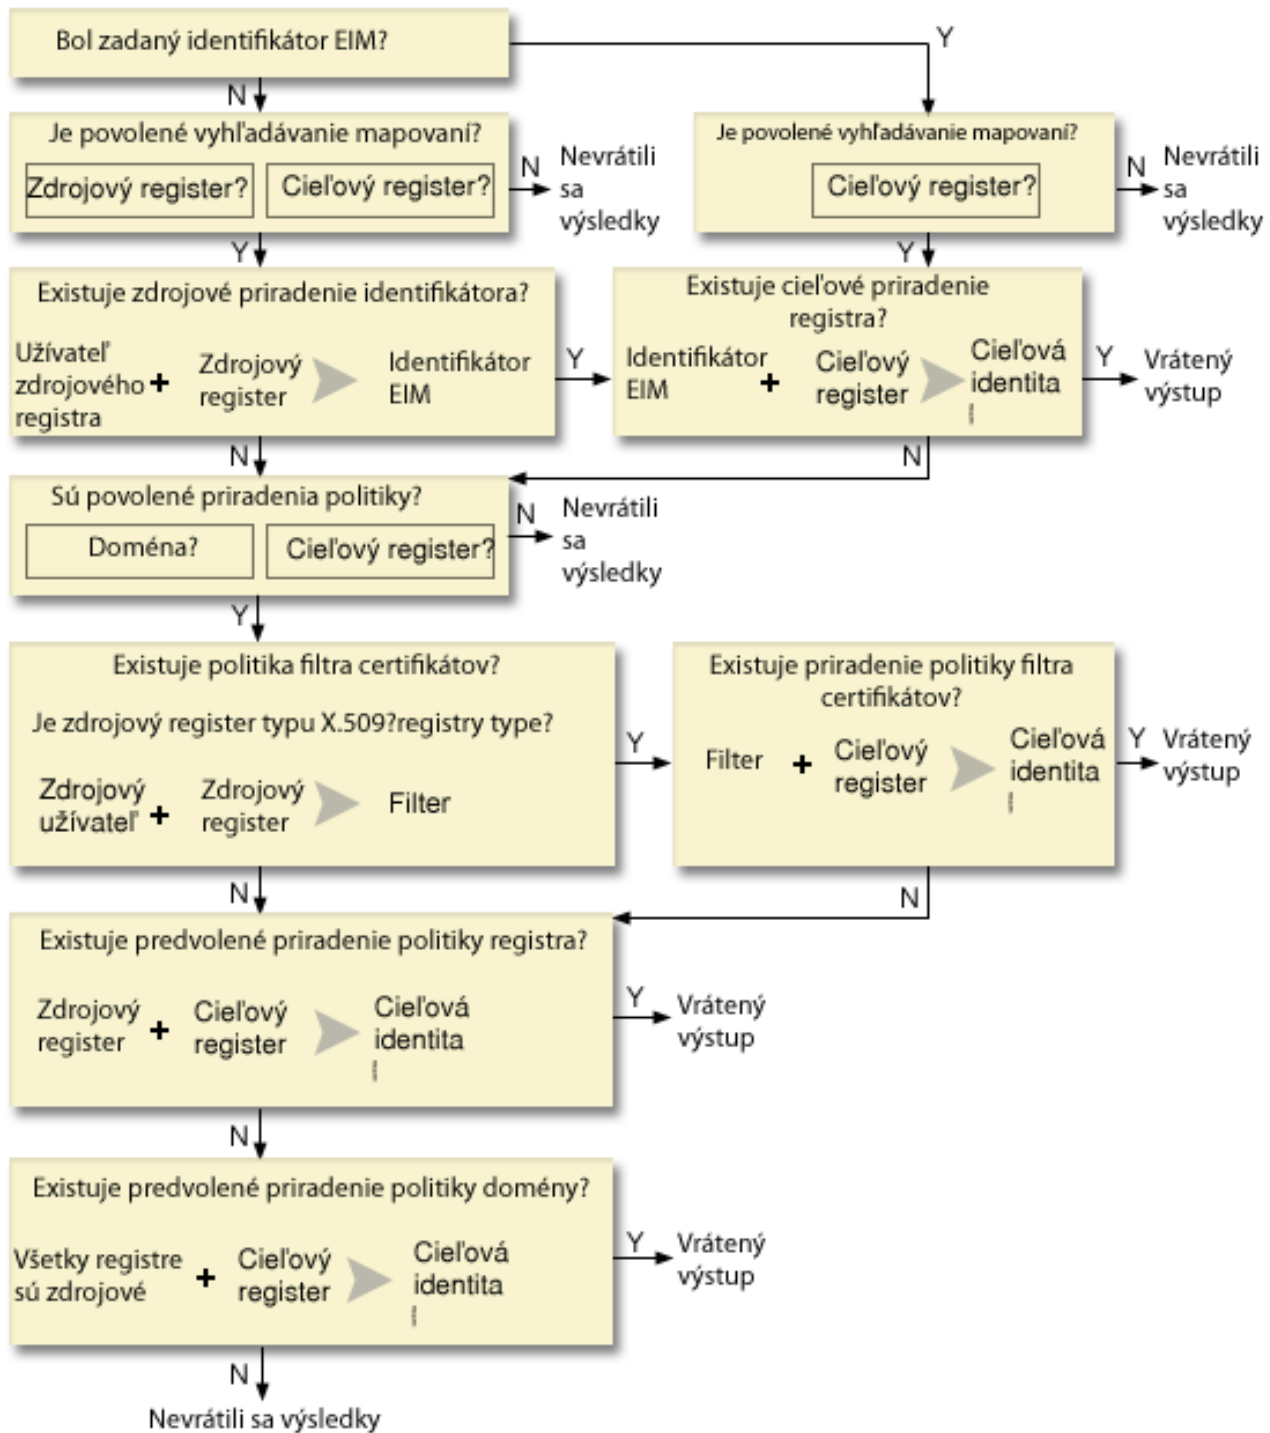 Bol zadaný identifikátor EIM?
Y
N
Je povolené vyhľadávanie mapovaní?
Zdrojový register?
Cieľový register?
N
Nevrátili
sa
výsledky
Je povolené vyhľadávanie mapovaní?
Cieľový register?
N
Nevrátili
sa
výsledky
Y
Y
Existuje zdrojové priradenie identifikátora?
Užívateľ
zdrojového
registra
+
Zdrojový
register
Identifikátor
EIM
Y
Existuje cieľové priradenie
registra?
Identifikátor
EIM
+
Cieľový
register
Cieľová
identita
Y
Vrátený
výstup
N
N
Sú povolené priradenia politiky?
Doména?
Cieľový register?
N
Nevrátili
sa
výsledky
Y
Existuje politika filtra certifikátov?
Je zdrojový register typu X.509?registry type?
Zdrojový
užívateľ
+
Zdrojový
register
Filter
Y
Existuje priradenie politiky filtra
certifikátov?
Filter
+
Cieľový
register
Cieľová
identita
Y
Vrátený
výstup
N
N
Existuje predvolené priradenie politiky registra?
Zdrojový
register
+
Cieľový
register
Cieľová
identita
Y
Vrátený
výstup
N
Existuje predvolené priradenie politiky domény?
Všetky registre
sú zdrojové
+
Cieľový
register
Cieľová
identita
Y
Vrátený
výstup
N
Nevrátili sa výsledky